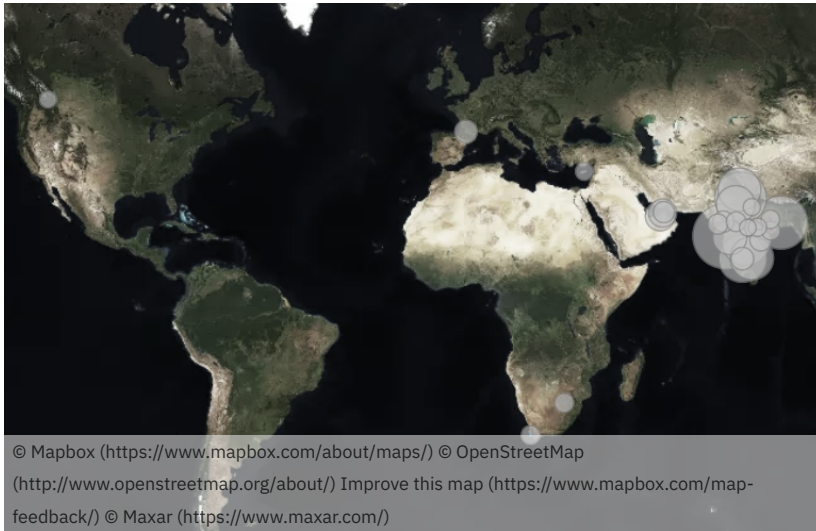 © Mapbox (https://www.mapbox.com/about/maps/) © OpenStreetMap
(http://www.openstreetmap.org/about/) Improve this map (https://www.mapbox.com/map-
feedback/) © Maxar (https://www.maxar.com/)